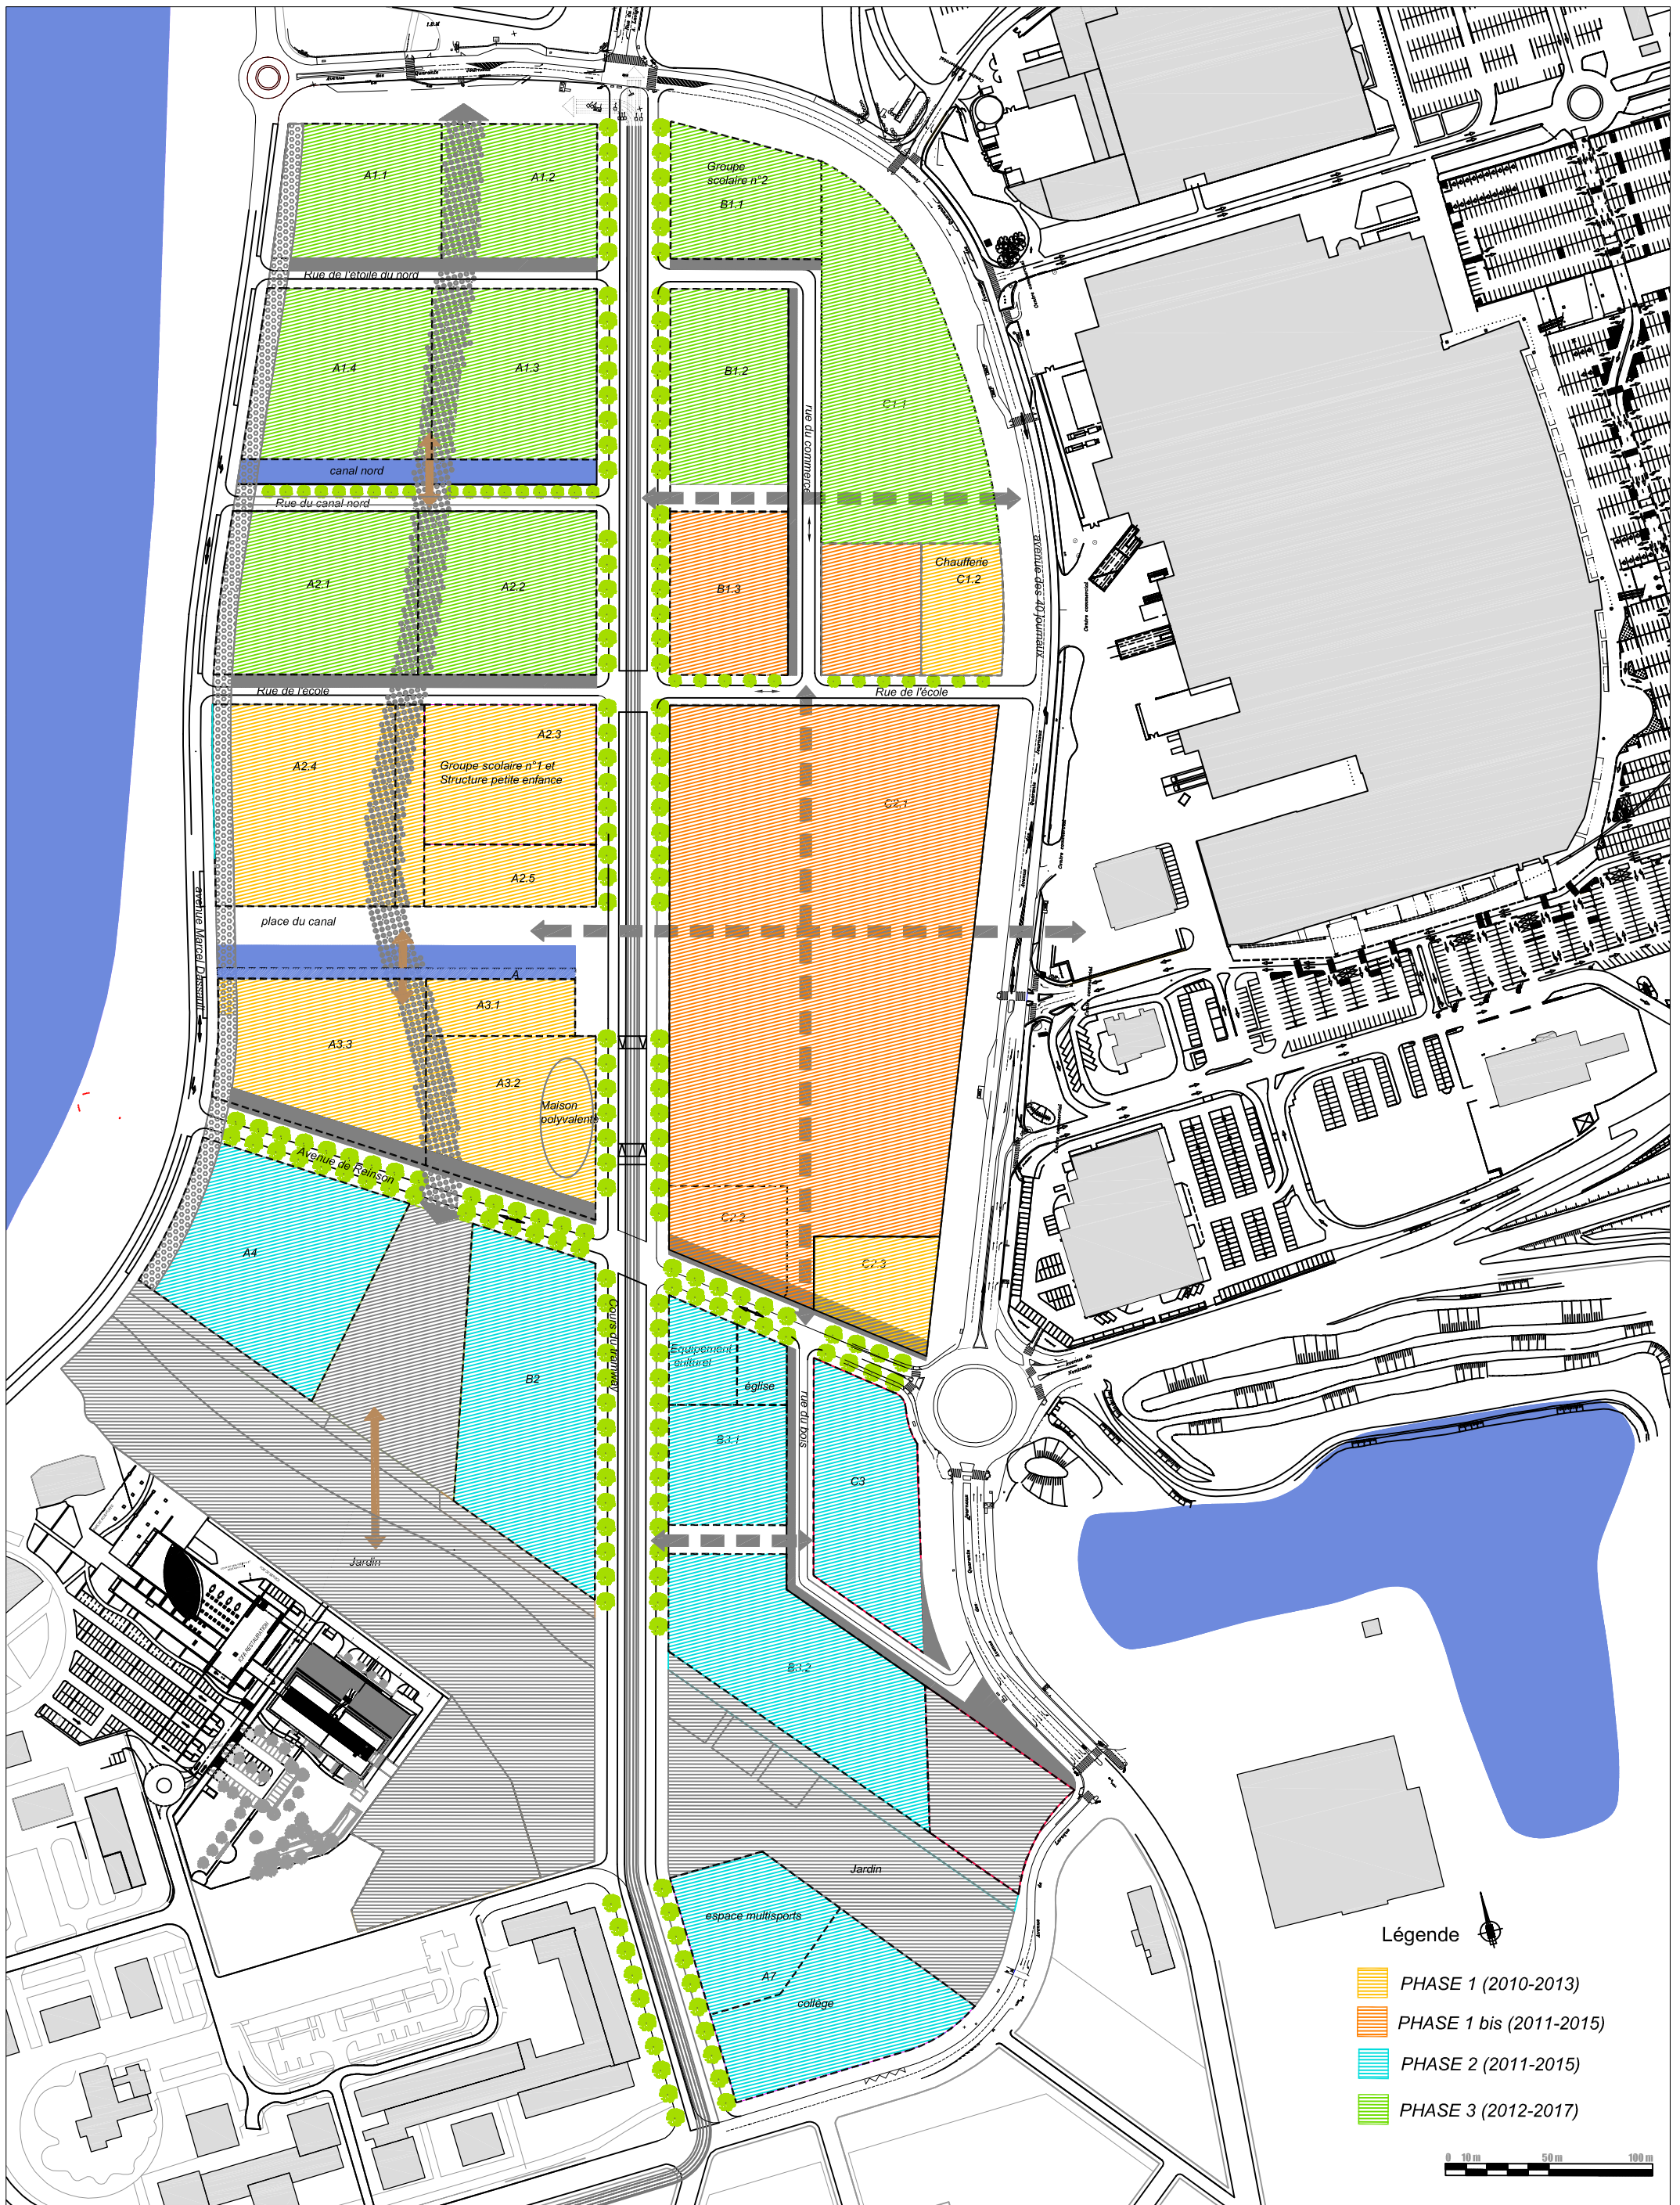 A1.1
A1.2
Groupe
scolaire n°2
B1.1
Rue de l'étoile du nord
A1.4
A1.3
B1.2
C1.1
rue du commerce
canal nord
Rue du canal nord
A2.1
A2.2
B1.3
Chaufferie
C1.2
avenue des 40 journaux
Rue de l'école
Rue de l'école
A2.3
A2.4
Groupe scolaire n°1 et
Structure petite enfance
C2.1
A2.5
place du canal
avenue Marcel Dassault
A
A3.1
A3.3
A3.2
Maison
polyvalente
Avenue de Reinson
C2.2
C2.3
A4
B2
Cours du tramway
Equipement
culturel
église
rue du bois
B3.1
C3
Jardin
B3.2
Jardin
espace multisports
A7
collège
Centre commercial
Centre commercial
Légende
PHASE 1 (2010-2013)
PHASE 1 bis (2011-2015)
PHASE 2 (2011-2015)
PHASE 3 (2012-2017)
0 10 m 50 m 100 m